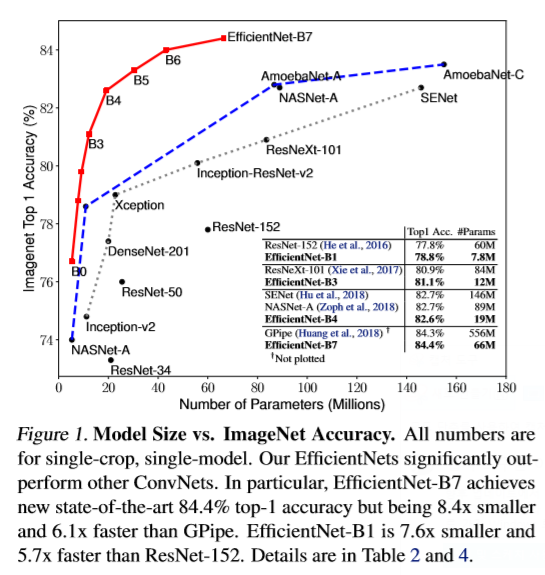 84
82
80
78
76
74
Imagenet Top 1 Accuracy (%)
EfficientNet-B7
B6
B5
B4
B3
B0
AmoebaNet-A
AmoebaNet-C
NASNet-A
SENet
ResNeXt-101
Inception-ResNet-v2
Xception
ResNet-152
DenseNet-201
ResNet-50
Inception-v2
NASNet-A
ResNet-34
Top1 Acc. #Params
ResNet-152 (He et al., 2016) 77.8% 60M
EfficientNet-B1 78.8% 7.8M
ResNeXt-101 (Xie et al., 2017) 80.9% 84M
EfficientNet-B3 81.1% 12M
SENet (Hu et al., 2018) 82.7% 146M
NASNet-A (Zoph et al., 2018) 82.7% 89M
EfficientNet-B4 82.6% 19M
GPipe (Huang et al., 2018) † 84.3% 556M
EfficientNet-B7 84.4% 66M
†Not plotted
0 20 40 60 80 100 120 140 160 180
Number of Parameters (Millions)
Figure 1. Model Size vs. ImageNet Accuracy. All numbers are
for single-crop, single-model. Our EfficientNets significantly out-
perform other ConvNets. In particular, EfficientNet-B7 achieves
new state-of-the-art 84.4% top-1 accuracy but being 8.4x smaller
and 6.1x faster than GPipe. EfficientNet-B1 is 7.6x smaller and
5.7x faster than ResNet-152. Details are in Table 2 and 4.